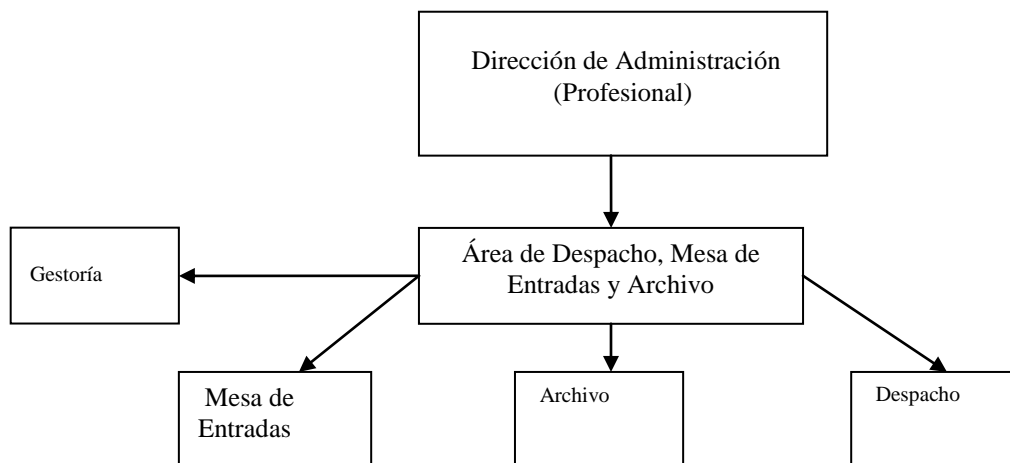 Dirección de Administración
(Profesional)
Área de Despacho, Mesa de
Entradas y Archivo
Gestoría
Mesa de
Entradas
Archivo
Despacho